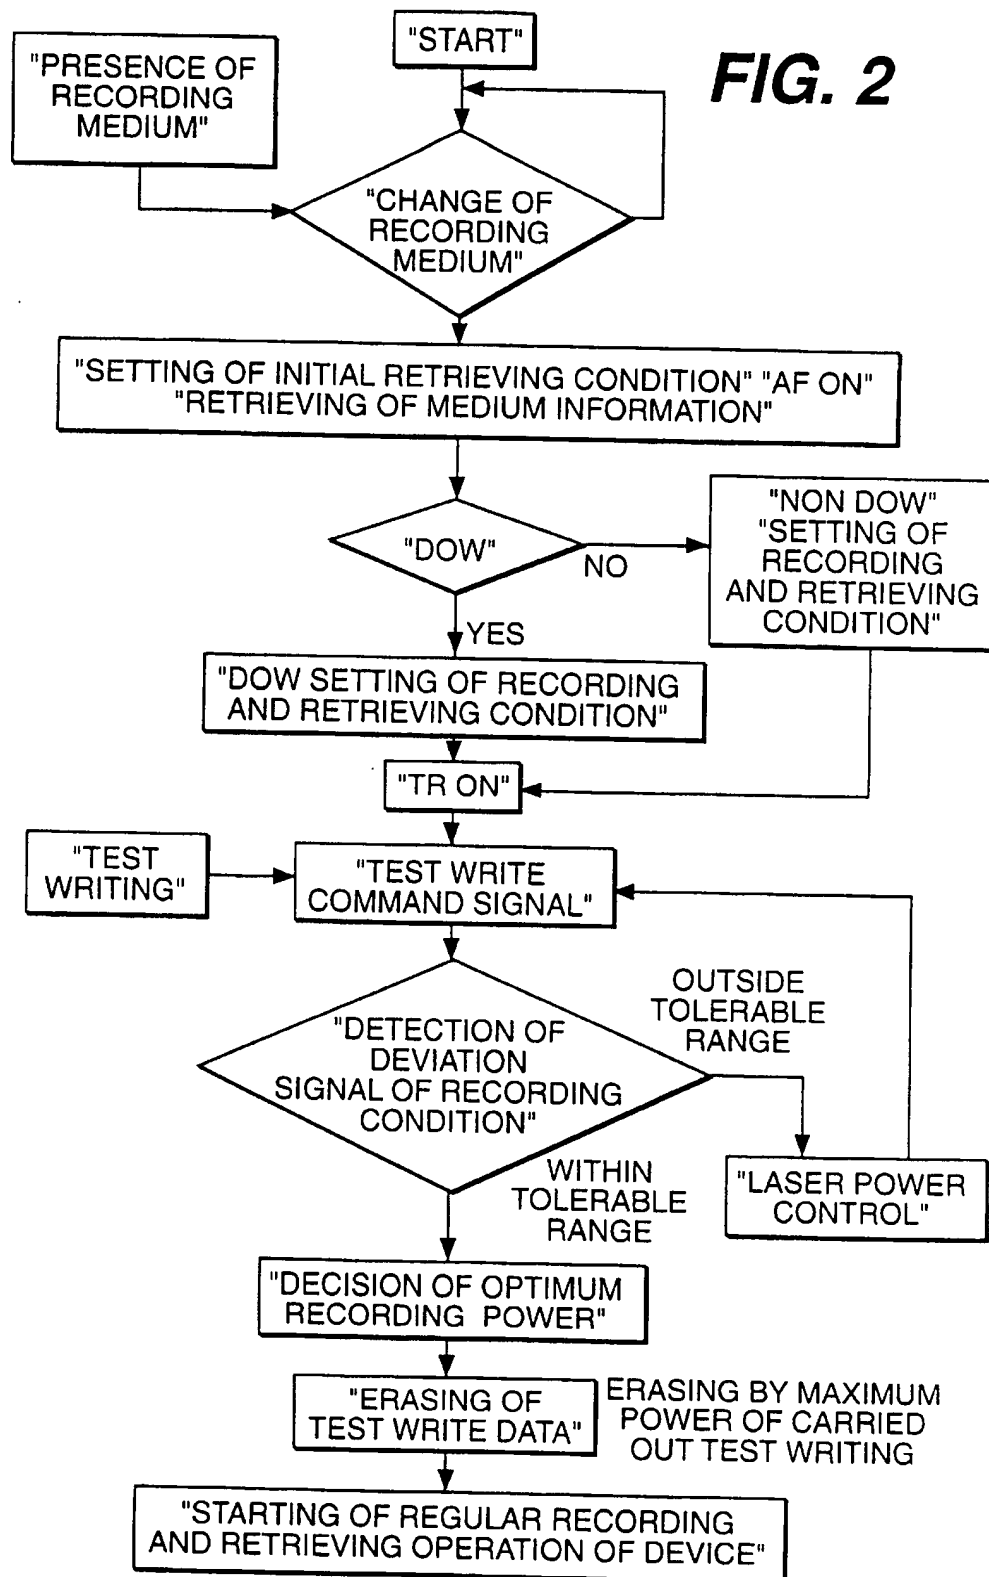 "START"
FIG. 2
"PRESENCE OF
RECORDING
MEDIUM"
"CHANGE OF
RECORDING
MEDIUM"
"SETTING OF INITIAL RETRIEVING CONDITION" "AF ON"
"RETRIEVING OF MEDIUM INFORMATION"
"DOW"
NO
"NON DOW"
"SETTING OF
RECORDING
AND RETRIEVING
CONDITION"
YES
"DOW SETTING OF RECORDING
AND RETRIEVING CONDITION"
"TR ON"
"TEST
WRITING"
"TEST WRITE
COMMAND SIGNAL"
"DETECTION OF
DEVIATION
SIGNAL OF RECORDING
CONDITION"
OUTSIDE
TOLERABLE
RANGE
"LASER POWER
CONTROL"
WITHIN
TOLERABLE
RANGE
"DECISION OF OPTIMUM
RECORDING POWER"
"ERASING OF
TEST WRITE DATA"
ERASING BY MAXIMUM
POWER OF CARRIED
OUT TEST WRITING
"STARTING OF REGULAR RECORDING
AND RETRIEVING OPERATION OF DEVICE"